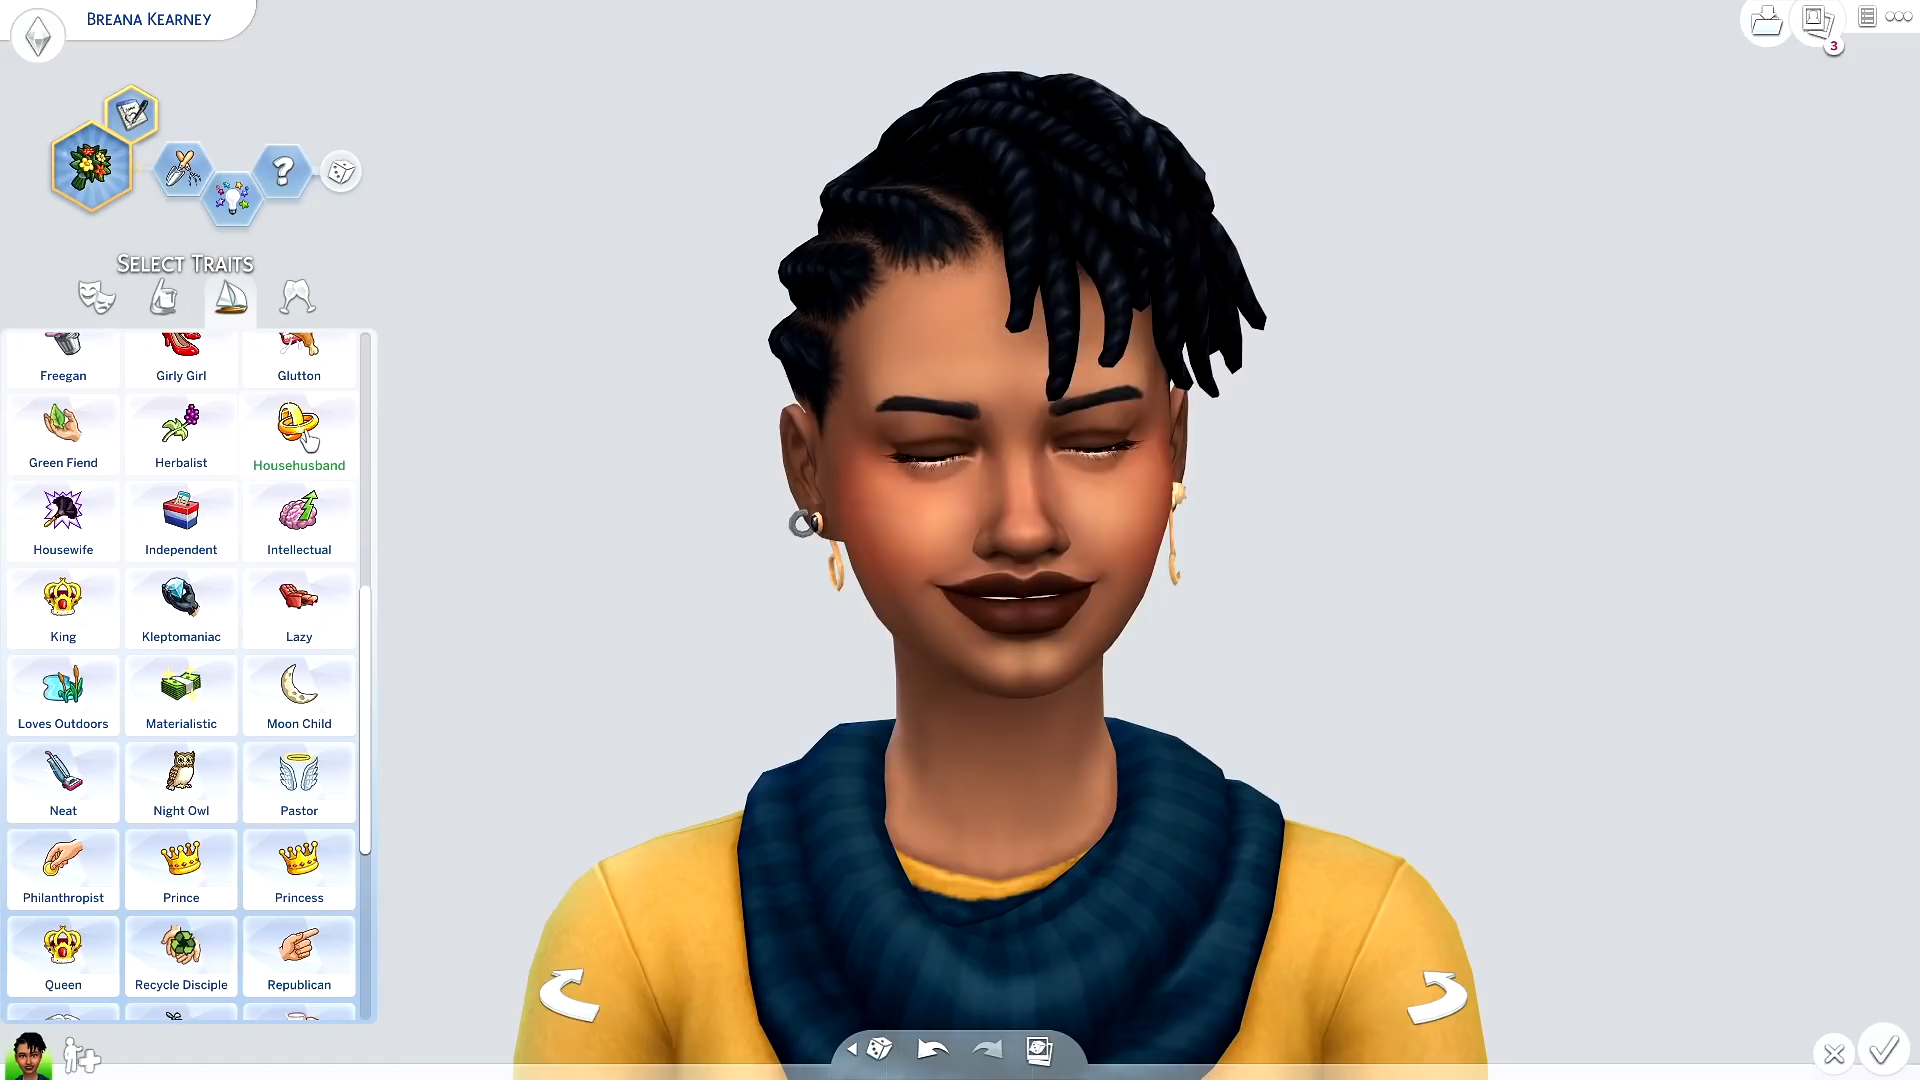 BREANA KEARNEY
3
SELECT TRAITS
Freegan
Girly Girl
Glutton
Green Fiend
Herbalist
Househusband
Housewife
Independent
Intellectual
King
Kleptomaniac
Lazy
Loves Outdoors
Materialistic
Moon Child
Neat
Night Owl
Pastor
Philanthropist
Prince
Princess
Queen
Recycle Disciple
Republican